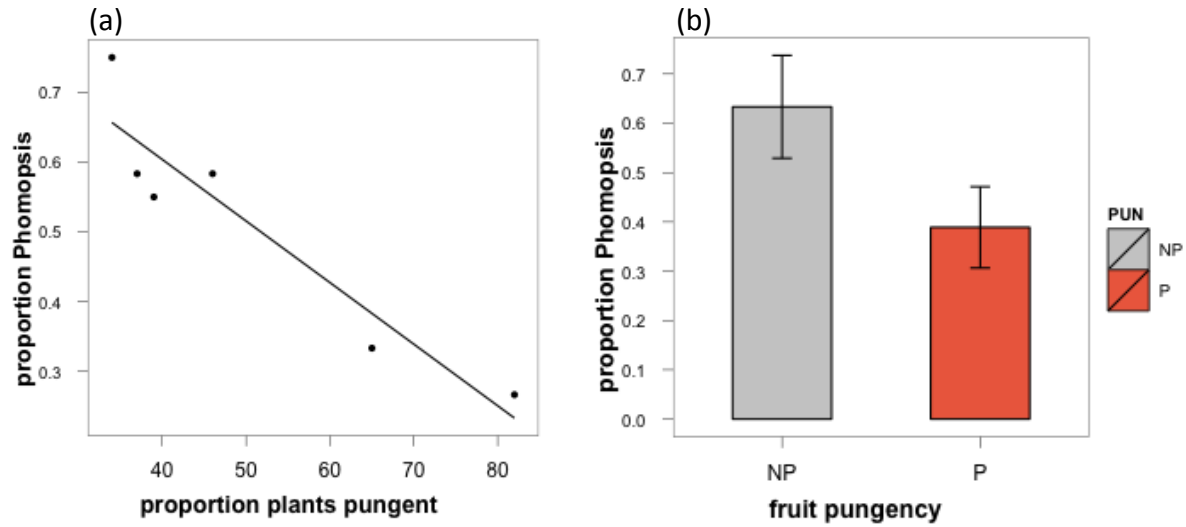 (a)
proportion Phomopsis
0.7
0.6
0.5
0.4
0.3
40 50 60 70 80
proportion plants pungent
(b)
proportion Phomopsis
0.7
0.6
0.5
0.4
0.3
0.2
0.1
0.0
NP P
fruit pungency
PUN
NP
P